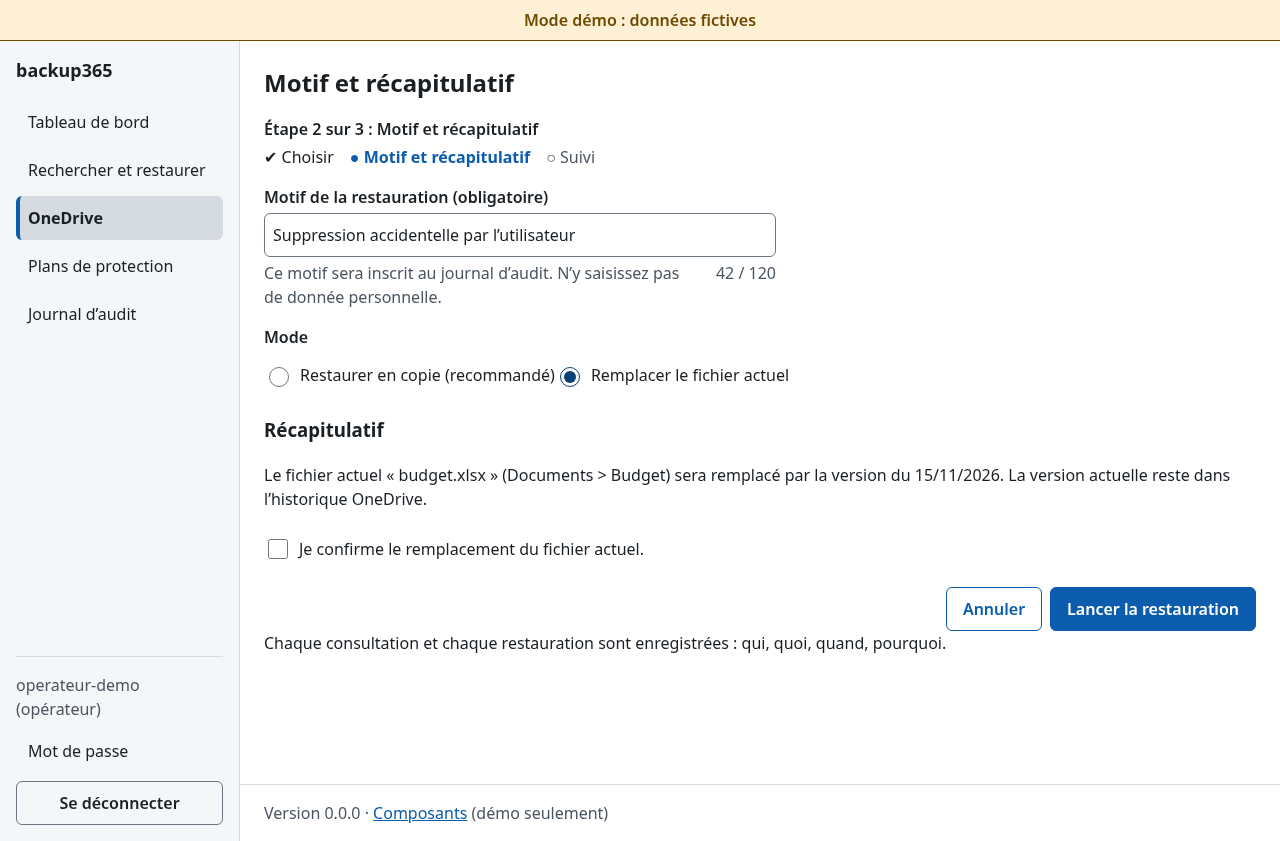 Mode démo : données fictives
backup365
Tableau de bord
Rechercher et restaurer
OneDrive
Plans de protection
Journal d’audit
operateur-demo
(opérateur)
Mot de passe
Se déconnecter
Motif et récapitulatif
Étape 2 sur 3 : Motif et récapitulatif
✔ Choisir ● Motif et récapitulatif ○ Suivi
Motif de la restauration (obligatoire)
Suppression accidentelle par l’utilisateur
Ce motif sera inscrit au journal d’audit. N’y saisissez pas 42 / 120
de donnée personnelle.
Mode
Restaurer en copie (recommandé) Remplacer le fichier actuel
Récapitulatif
Le fichier actuel « budget.xlsx » (Documents > Budget) sera remplacé par la version du 15/11/2026. La version actuelle reste dans
l’historique OneDrive.
Je confirme le remplacement du fichier actuel.
Annuler Lancer la restauration
Chaque consultation et chaque restauration sont enregistrées : qui, quoi, quand, pourquoi.
Version 0.0.0 · Composants (démo seulement)